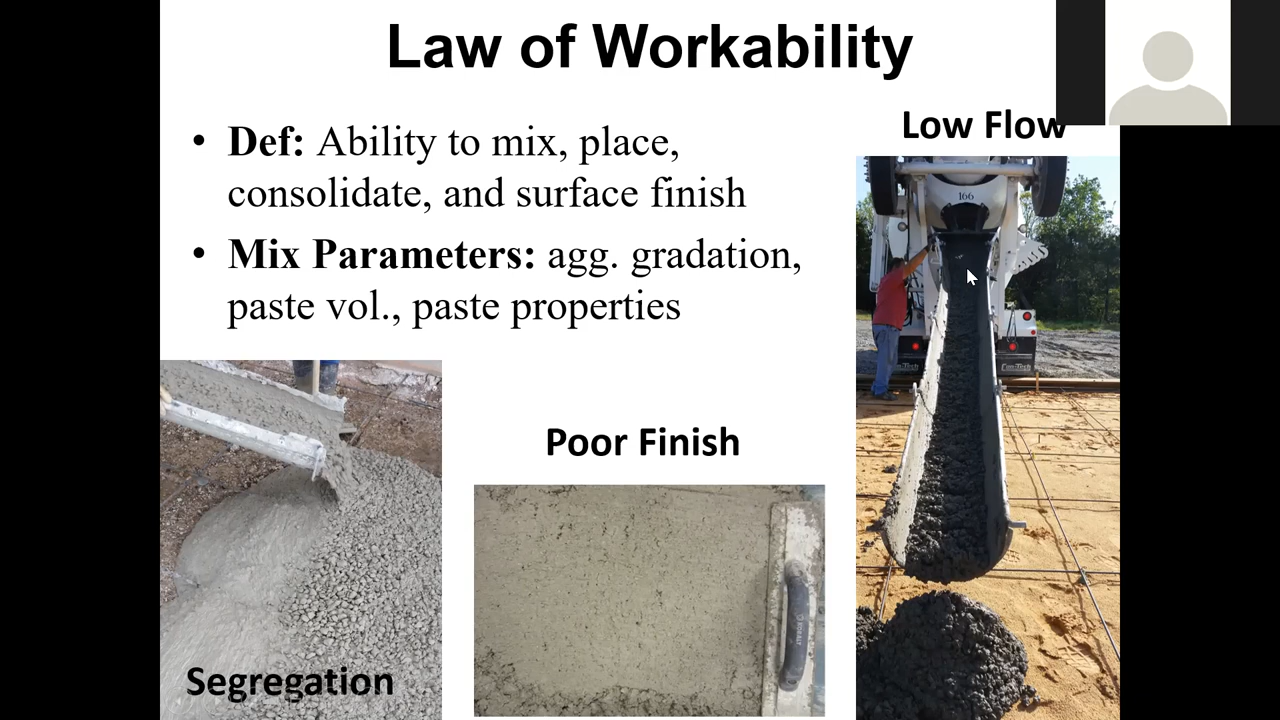 Law of Workability
• Def: Ability to mix, place,
consolidate, and surface finish
• Mix Parameters: agg. gradation,
paste vol., paste properties
Low Flow
166
Poor Finish
KOBALT
Segregation